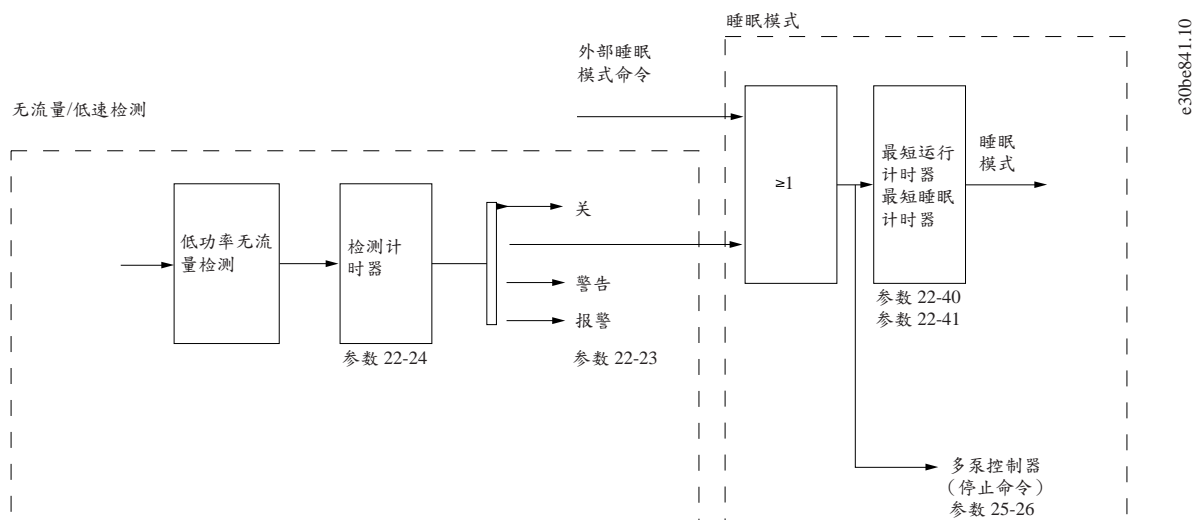 睡眠模式
外部睡眠
模式命令
e30be841.10
无流量/低速检测
≥1
最短运行
计时器
最短睡眠
计时器
睡眠
模式
低功率无流
量检测
检测计
时器
关
警告
报警
参数 22-24
参数 22-23
参数 22-40
参数 22-41
多泵控制器
（停止命令）
参数 25-26